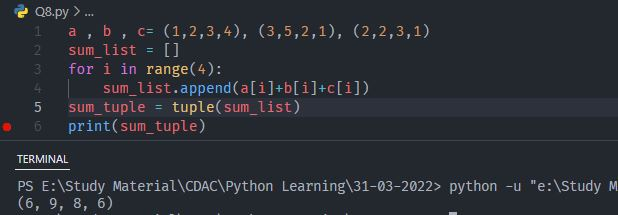 Q8.py > ...
1 a , b , c= (1,2,3,4), (3,5,2,1), (2,2,3,1)
2 sum_list = []
3 for i in range(4):
4     sum_list.append(a[i]+b[i]+c[i])
5 sum_tuple = tuple(sum_list)
6 print(sum_tuple)
TERMINAL
PS E:\Study Material\CDAC\Python Learning\31-03-2022> python -u "e:\Study M
(6, 9, 8, 6)